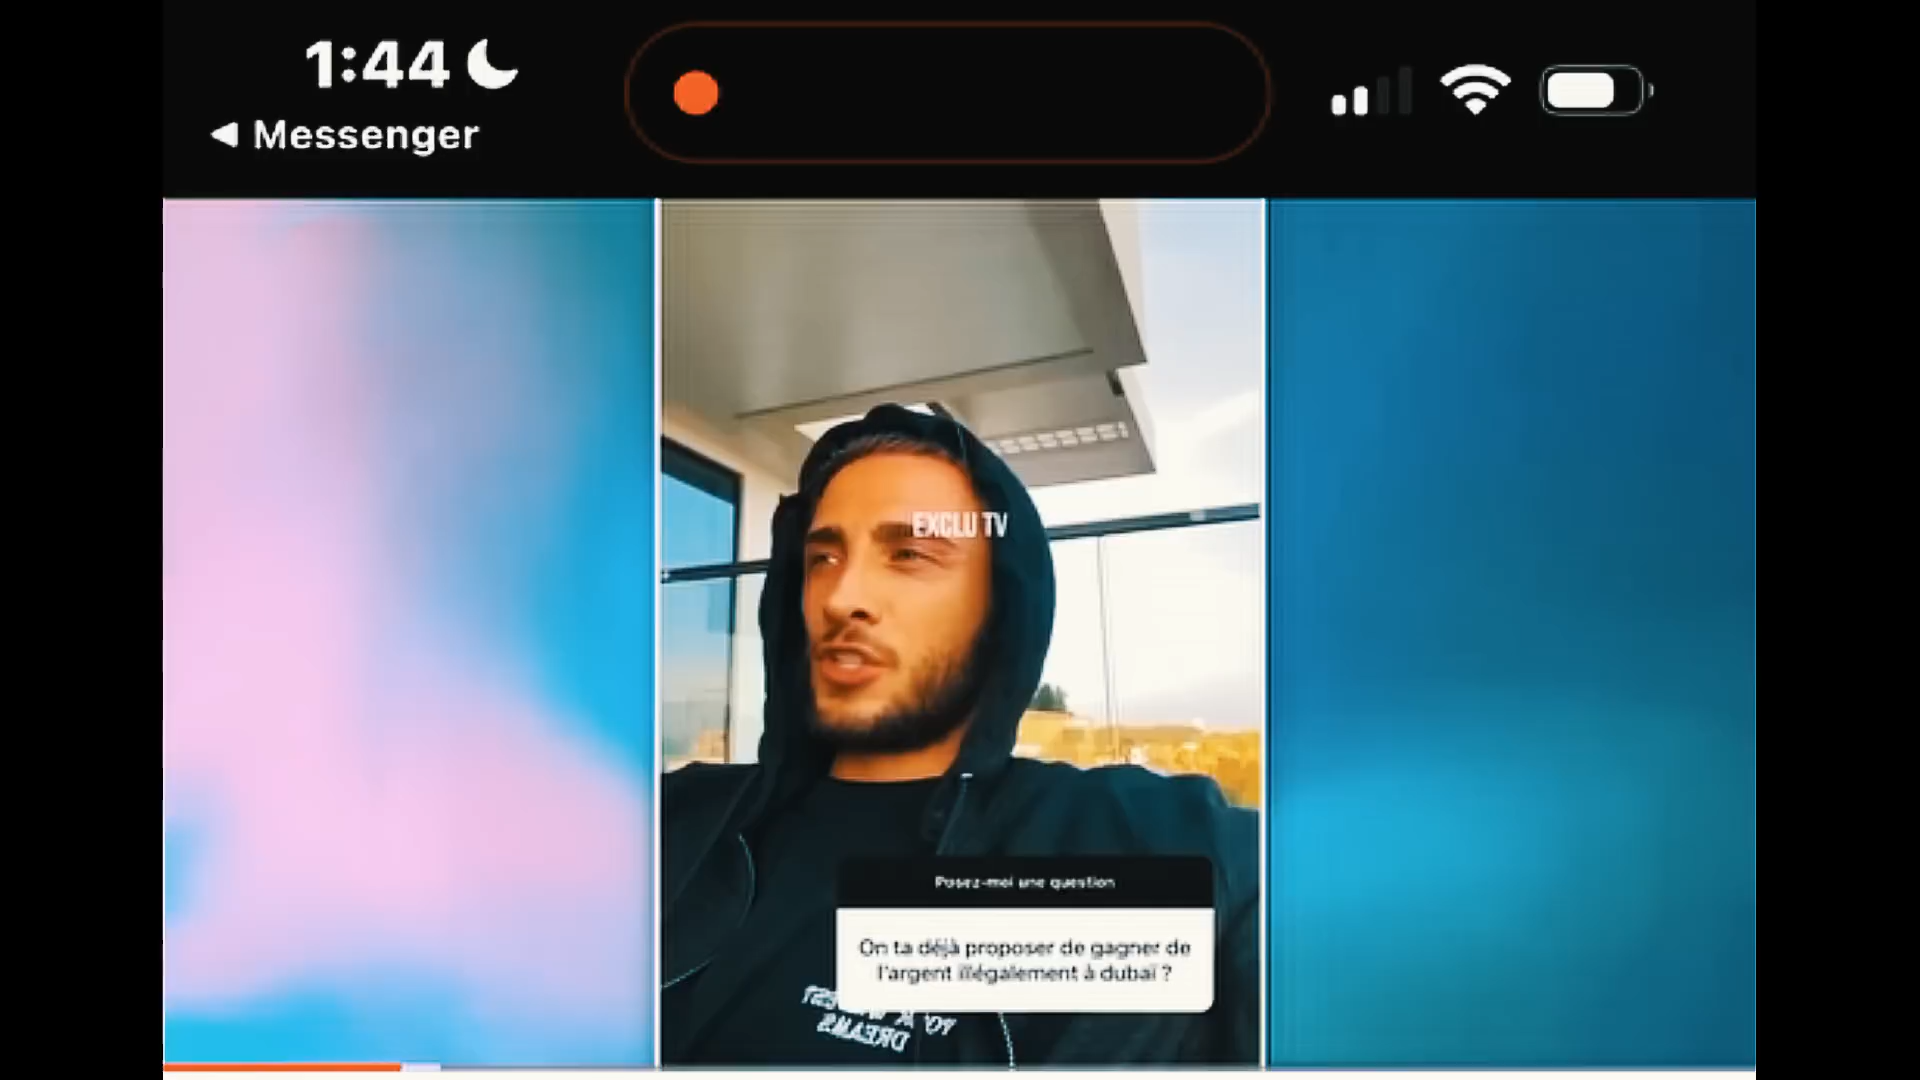 1:44
Messenger
EXCLU TV
Posez-moi une question
On ta déjà proposer de gagner de
l'argent illégalement à dubaï ?
DREAMS